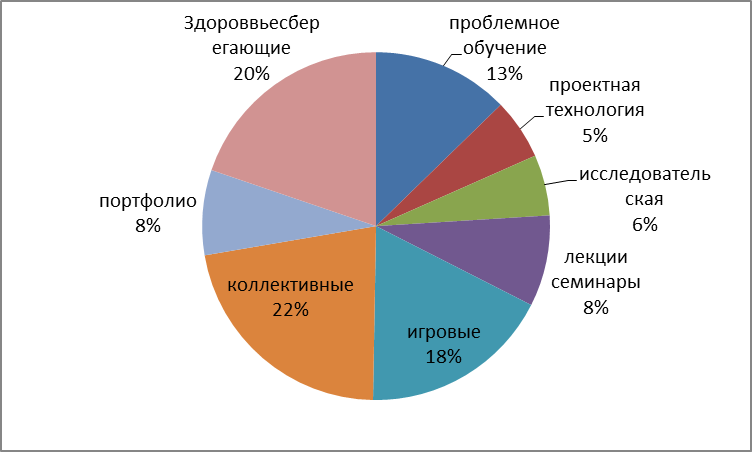 Здороввьесбер
егающие
20%
проблемное
обучение
13%
проектная
технология
5%
исследователь
ская
6%
лекции
семинары
8%
игровые
18%
коллективные
22%
портфолио
8%